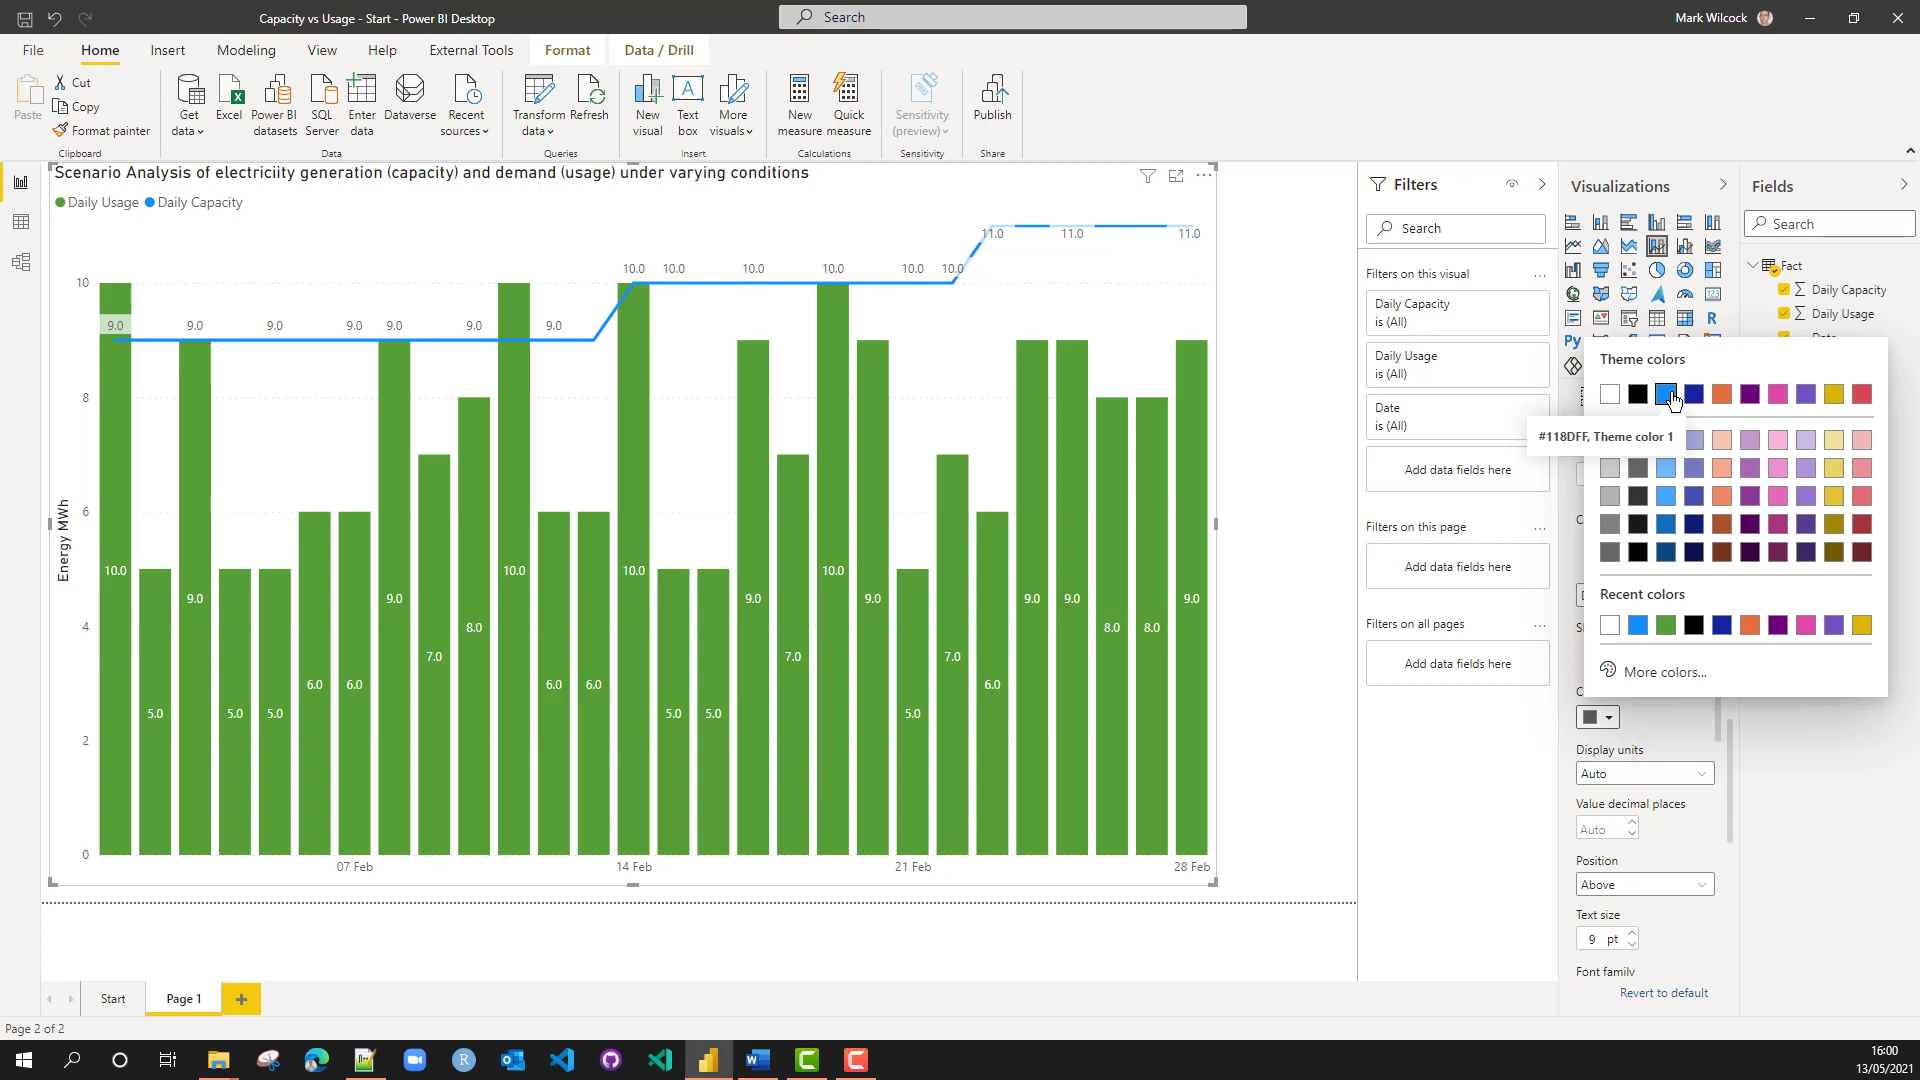 Capacity vs Usage - Start - Power BI Desktop
Search
Mark Wilcock
File Home Insert Modeling View Help External Tools Format Data / Drill
Paste
Cut
Copy
Format painter
Clipboard
Get data
Excel
Power BI datasets
SQL Server
Enter data
Dataverse
Recent sources
Data
Transform data
Refresh
Queries
New visual
Text box
More visuals
Insert
New measure
Quick measure
Calculations
Sensitivity (preview)
Sensitivity
Publish
Share
Scenario Analysis of electriciity generation (capacity) and demand (usage) under varying conditions
Daily Usage Daily Capacity
11.0 11.0 11.0
10.0 10.0 10.0 10.0 10.0 10.0
9.0 9.0 9.0 9.0 9.0 9.0 9.0
10
8
6
4
2
0
Energy MWh
10.0 5.0 9.0 5.0 5.0 6.0 6.0 9.0 7.0 8.0 10.0 6.0 6.0 10.0 5.0 5.0 9.0 7.0 10.0 9.0 5.0 7.0 6.0 9.0 9.0 8.0 8.0 9.0
07 Feb 14 Feb 21 Feb 28 Feb
Filters
Search
Filters on this visual
Daily Capacity
is (All)
Daily Usage
is (All)
Date
is (All)
Add data fields here
Filters on this page
Add data fields here
Filters on all pages
Add data fields here
Visualizations
R
Py
Theme colors
#118DFF, Theme color 1
Recent colors
More colors...
Display units
Auto
Value decimal places
Auto
Position
Above
Text size
9 pt
Font family
Revert to default
Fields
Search
Fact
Daily Capacity
Daily Usage
Start
Page 1
Page 2 of 2
16:00
13/05/2021